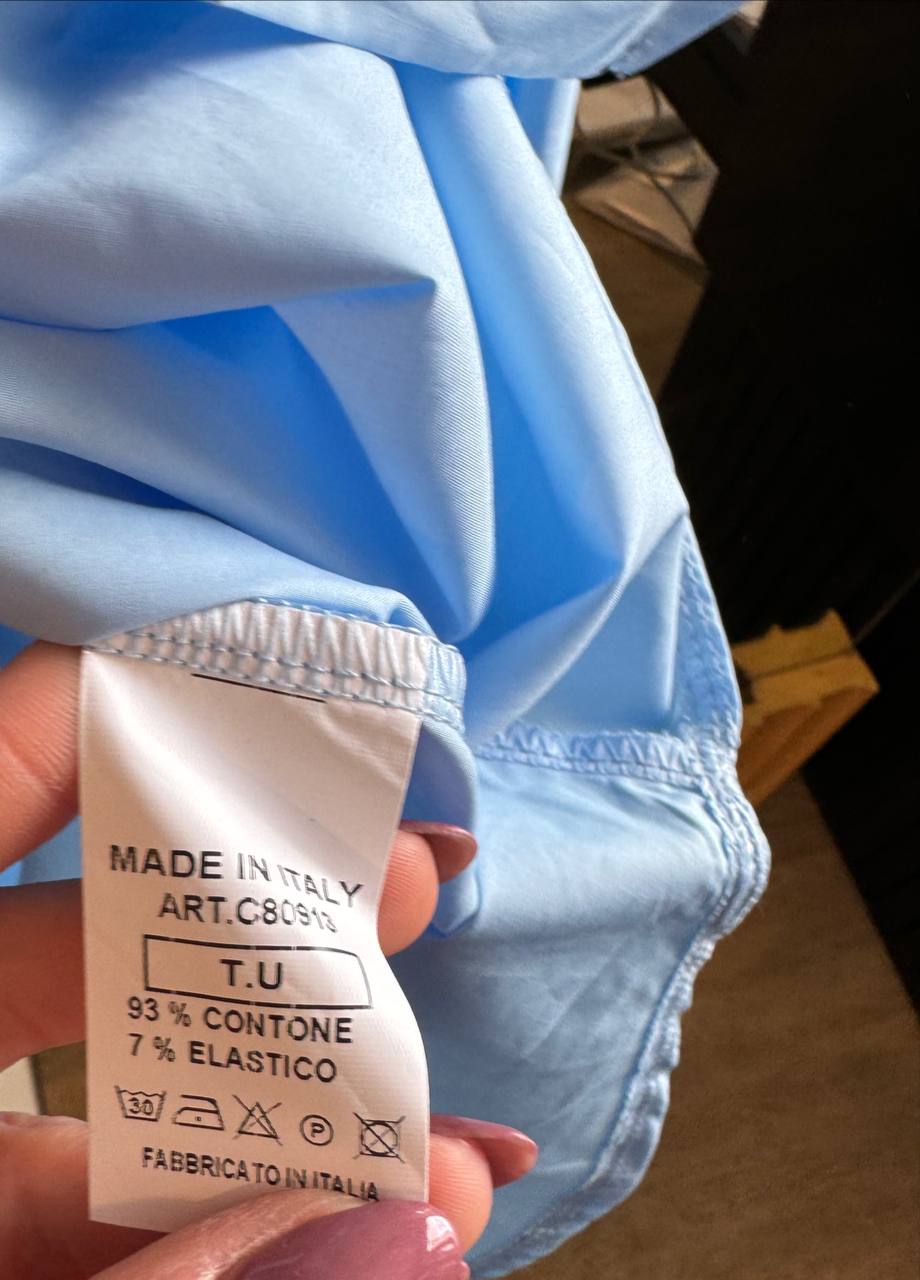 MADE IN ITALY
ART.C80913
T.U
93 % CONTONE
7 % ELASTICO
30 P
FABBRICATO IN ITALIA